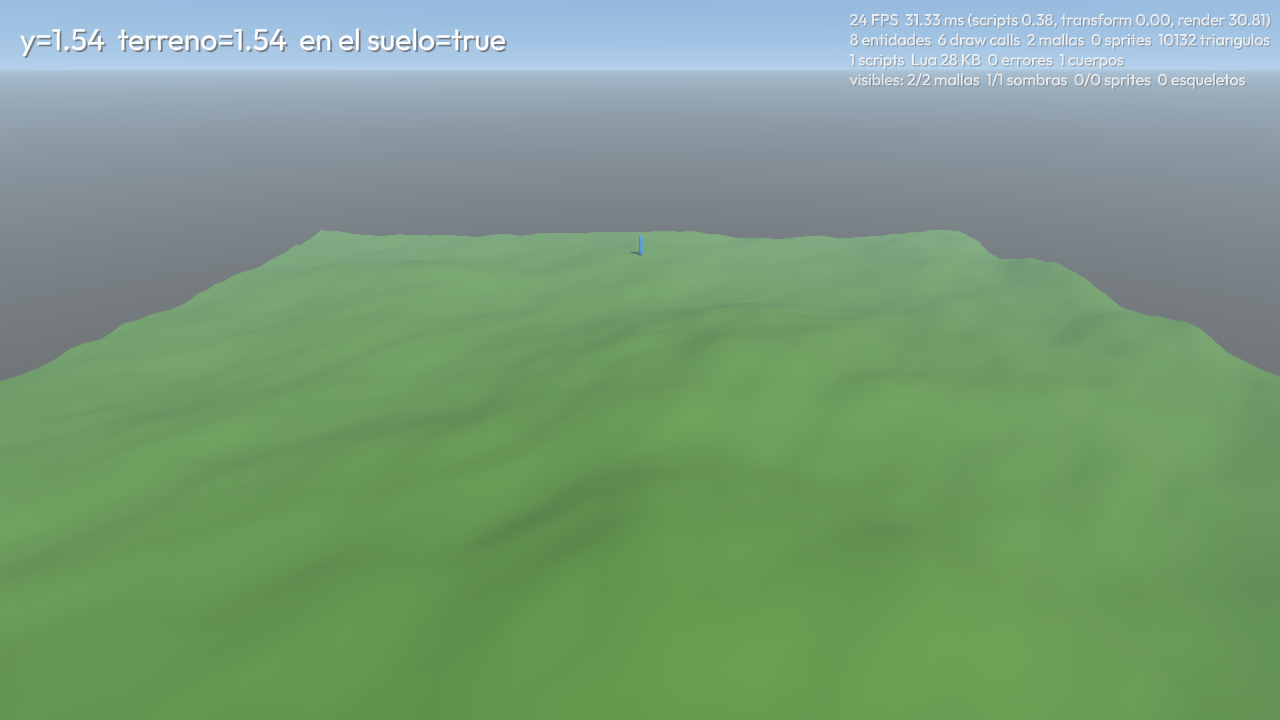 y=1.54 terreno=1.54 en el suelo=true
24 FPS 31.33 ms (scripts 0.38, transform 0.00, render 30.81)
8 entidades 6 draw calls 2 mallas 0 sprites 10132 triangulos
1 scripts Lua 28 KB 0 errores 1 cuerpos
visibles: 2/2 mallas 1/1 sombras 0/0 sprites 0 esqueletos